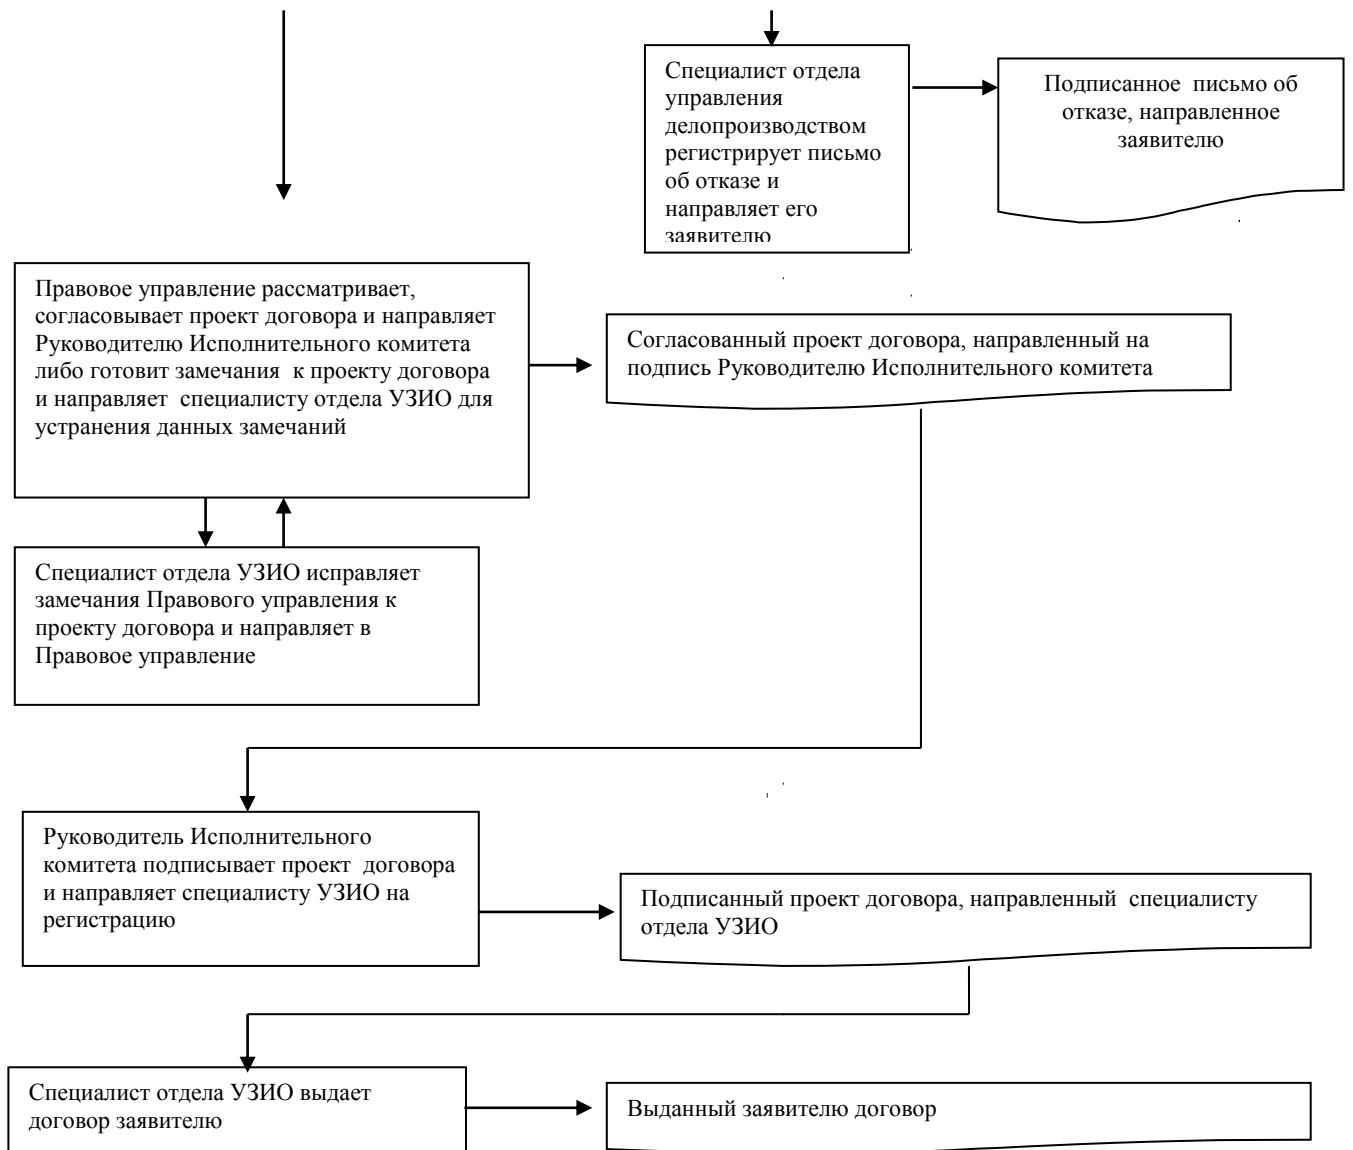 Специалист отдела
управления
делопроизводством
регистрирует письмо
об отказе и
направляет его
заявителю
Подписанное  письмо об
отказе, направленное
заявителю
Правовое управление рассматривает,
согласовывает проект договора и направляет
Руководителю Исполнительного комитета
либо готовит замечания  к проекту договора
и направляет  специалисту отдела УЗИО для
устранения данных замечаний
Согласованный проект договора, направленный на
подпись Руководителю Исполнительного комитета
Специалист отдела УЗИО исправляет
замечания Правового управления к
проекту договора и направляет в
Правовое управление
Руководитель Исполнительного
комитета подписывает проект  договора
и направляет специалисту УЗИО на
регистрацию
Подписанный проект договора, направленный  специалисту
отдела УЗИО
Специалист отдела УЗИО выдает
договор заявителю
Выданный заявителю договор